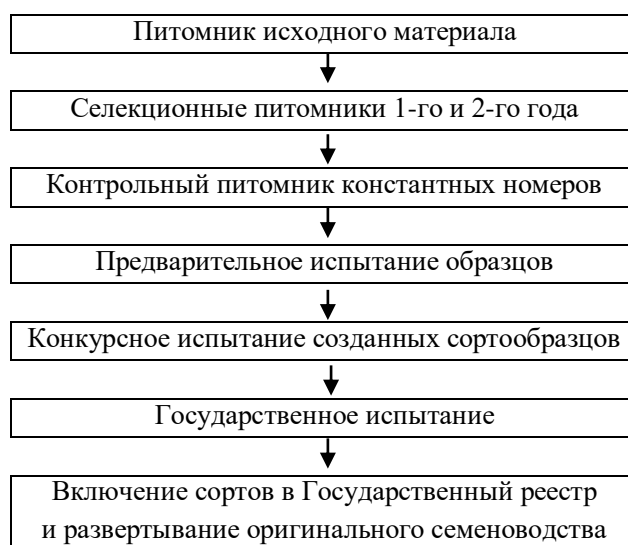 Питомник исходного материала
Селекционные питомники 1-го и 2-го года
Контрольный питомник константных номеров
Предварительное испытание образцов
Конкурсное испытание созданных сортообразцов
Государственное испытание
Включение сортов в Государственный реестр
и развертывание оригинального семеноводства